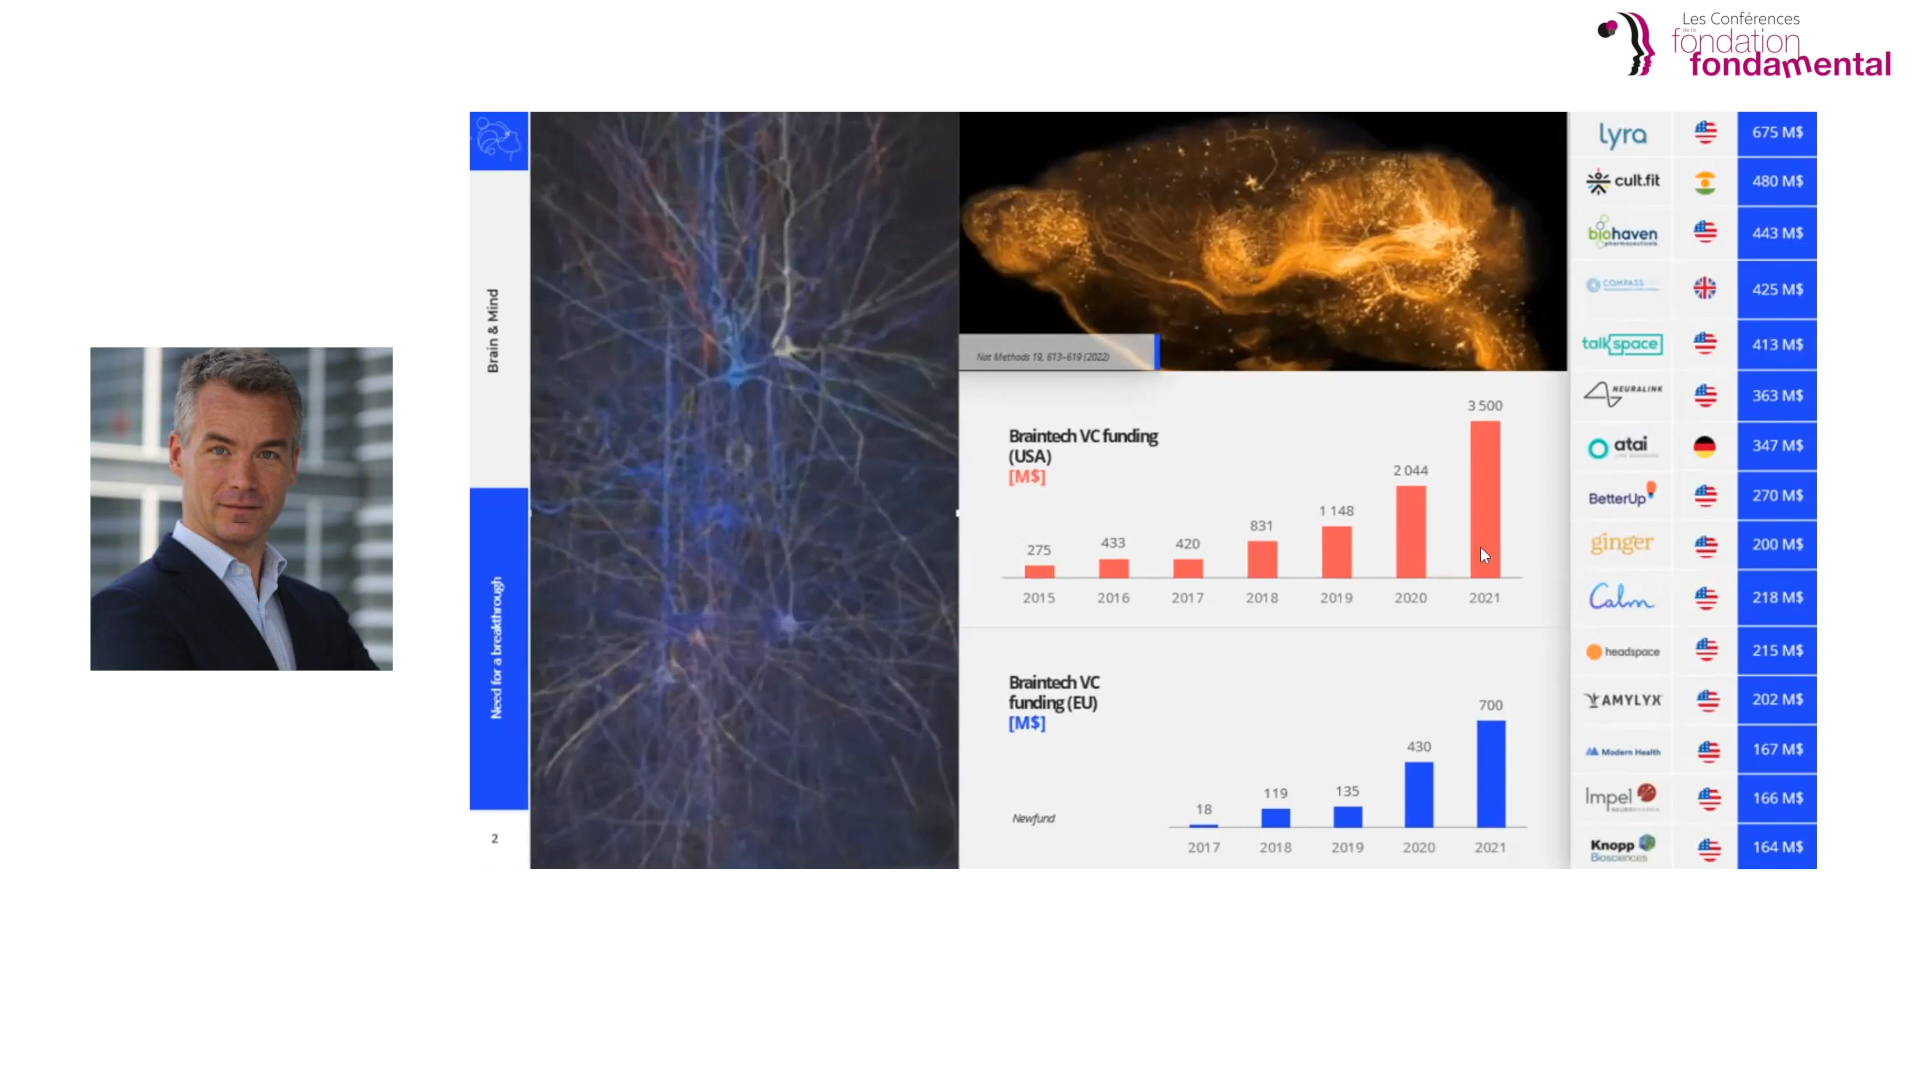 Les Conférences
de la
fondation
fondamental
Brain & Mind
Need for a breakthrough
2
Nat Methods 19, 613–619 (2022)
Braintech VC funding
(USA)
[M$]
275
433
420
831
1 148
2 044
3 500
2015
2016
2017
2018
2019
2020
2021
Braintech VC
funding (EU)
[M$]
Newfund
18
119
135
430
700
2017
2018
2019
2020
2021
lyra
675 M$
cult.fit
480 M$
biohaven
pharmaceuticals
443 M$
COMPASS
425 M$
talkspace
413 M$
NEURALINK
363 M$
atai
347 M$
BetterUp
270 M$
ginger
200 M$
Calm
218 M$
headspace
215 M$
AMYLYX
202 M$
Modern Health
167 M$
Impel
166 M$
Knopp
Biosciences
164 M$